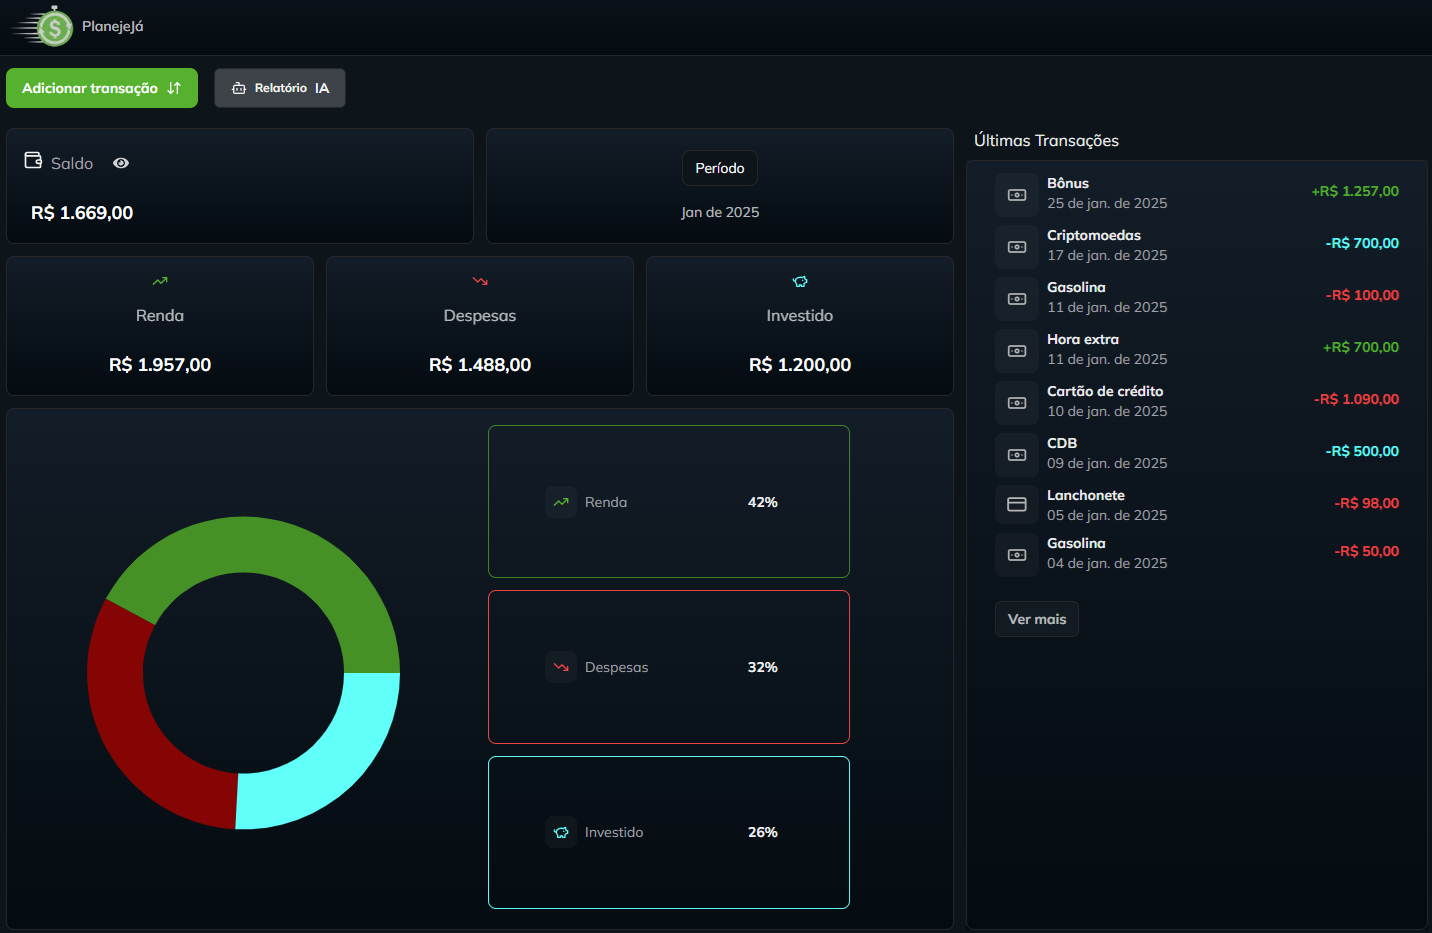 PlanejeJá
Adicionar transação
Relatório IA
Saldo
R$ 1.669,00
Período
Jan de 2025
Renda
R$ 1.957,00
Despesas
R$ 1.488,00
Investido
R$ 1.200,00
Renda 42%
Despesas 32%
Investido 26%
Últimas Transações
Bônus
25 de jan. de 2025
+R$ 1.257,00
Criptomoedas
17 de jan. de 2025
-R$ 700,00
Gasolina
11 de jan. de 2025
-R$ 100,00
Hora extra
11 de jan. de 2025
+R$ 700,00
Cartão de crédito
10 de jan. de 2025
-R$ 1.090,00
CDB
09 de jan. de 2025
-R$ 500,00
Lanchonete
05 de jan. de 2025
-R$ 98,00
Gasolina
04 de jan. de 2025
-R$ 50,00
Ver mais